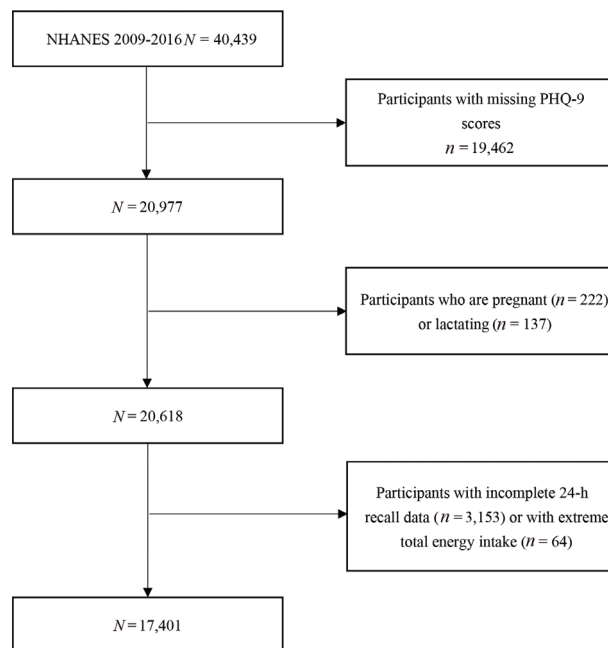 NHANES 2009-2016 N = 40,439
Participants with missing PHQ-9
scores
n = 19,462
N = 20,977
Participants who are pregnant (n = 222)
or lactating (n = 137)
N = 20,618
Participants with incomplete 24-h
recall data (n = 3,153) or with extreme
total energy intake (n = 64)
N = 17,401